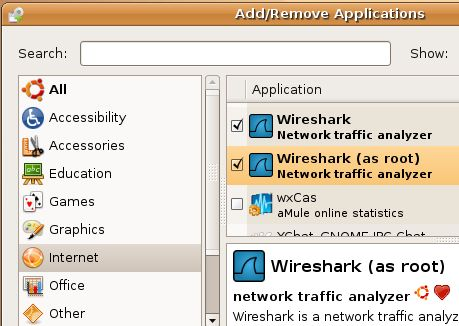 Add/Remove Applications
Search:
Show:
All
Accessibility
Accessories
Education
Games
Graphics
Internet
Office
Other
Application
Wireshark
Network traffic analyzer
Wireshark (as root)
Network traffic analyzer
wxCas
aMule online statistics
XChat-GNOME IRC Chat
Wireshark (as root)
network traffic analyzer
Wireshark is a network traffic analyz